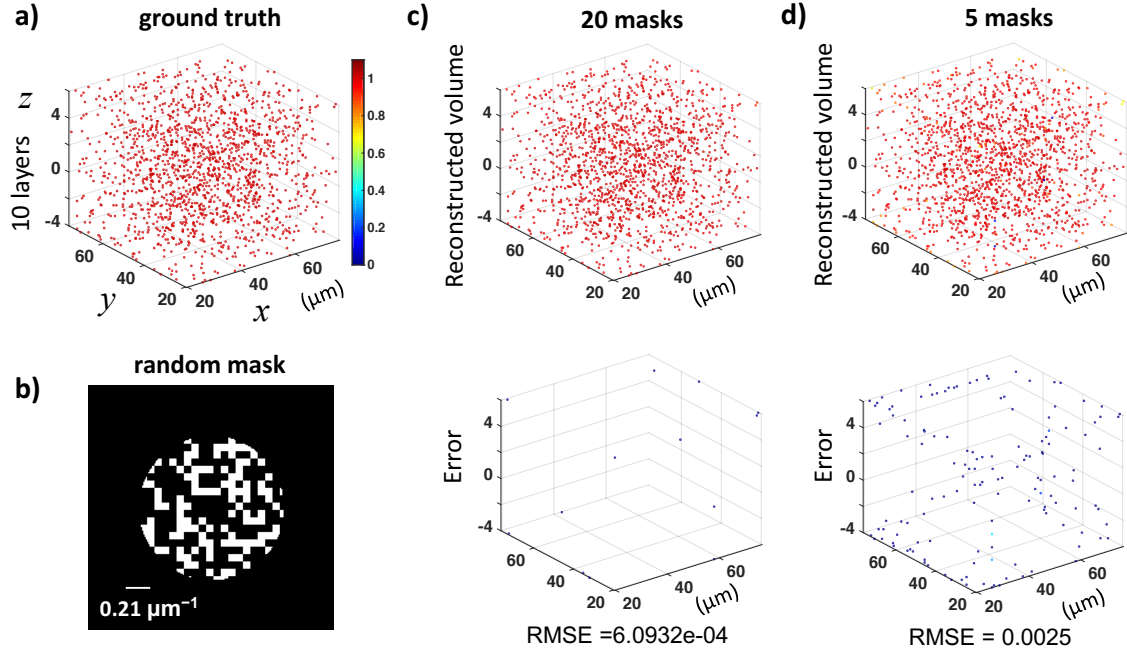 a)
ground truth
z
10 layers
4
0
-4
60
40
20
y
20
40
60
x
(μm)
1
0.8
0.6
0.4
0.2
0
b)
random mask
0.21 μm⁻¹
c)
20 masks
Reconstructed volume
4
0
-4
60
40
20
20
40
60
(μm)
Error
4
0
-4
60
40
20
20
40
60
(μm)
RMSE =6.0932e-04
d)
5 masks
Reconstructed volume
4
0
-4
60
40
20
20
40
60
(μm)
Error
4
0
-4
60
40
20
20
40
60
(μm)
RMSE = 0.0025